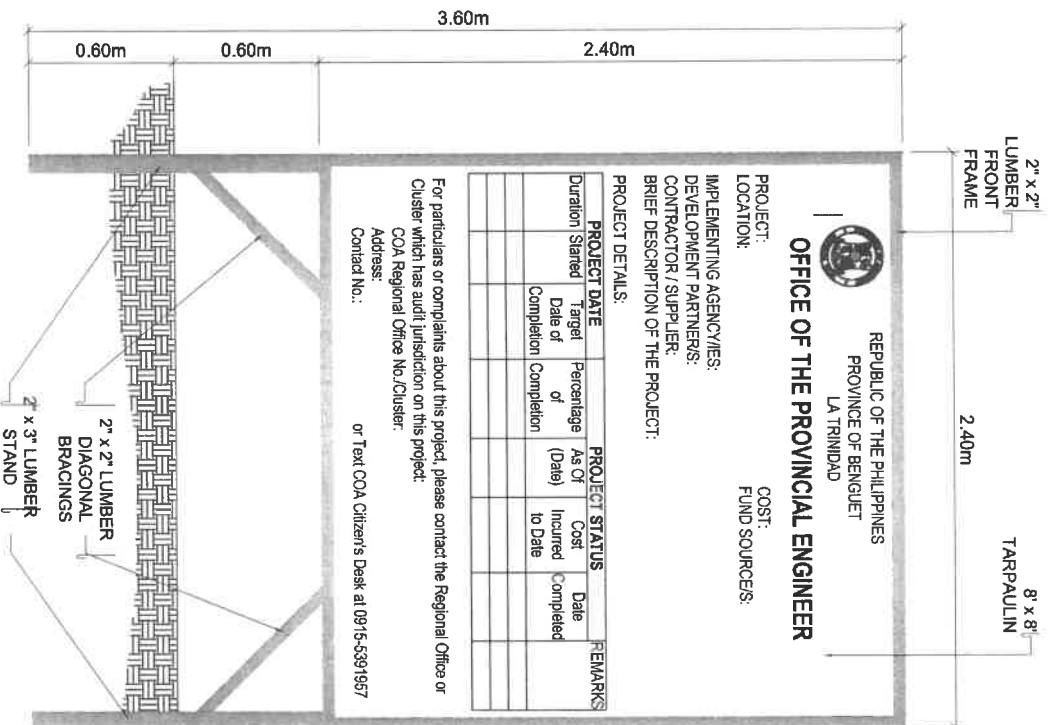 2" x 2"
LUMBER
FRONT
FRAME
2.40m
8' x 8'
TARPAULIN
3.60m
2.40m
0.60m
0.60m
REPUBLIC OF THE PHILIPPINES
PROVINCE OF BENGUET
LA TRINIDAD
OFFICE OF THE PROVINCIAL ENGINEER
PROJECT:
LOCATION:
COST:
FUND SOURCE/S:
IMPLEMENTING AGENCY/IES:
DEVELOPMENT PARTNER/S:
CONTRACTOR / SUPPLIER:
BRIEF DESCRIPTION OF THE PROJECT:
PROJECT DETAILS:
PROJECT DATE PROJECT STATUS REMARKS
Duration Started Target Date of Completion Percentage of Completion As Of (Date) Cost Incurred to Date Date Completed
For particulars or complaints about this project, please contact the Regional Office or
Cluster which has audit jurisdiction on this project:
COA Regional Office No./Cluster:
Address:
Contact No.: or Text COA Citizen's Desk at 0915-5391957
2" x 2" LUMBER
DIAGONAL
BRACINGS
2" x 3" LUMBER
STAND